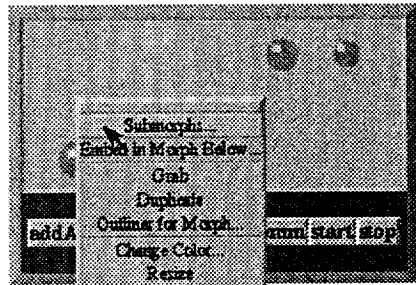 Submorphs...
Embed in Morph Below...
Grab
Duplicate
Outliner for Morph...
Change Color...
Resize
start stop